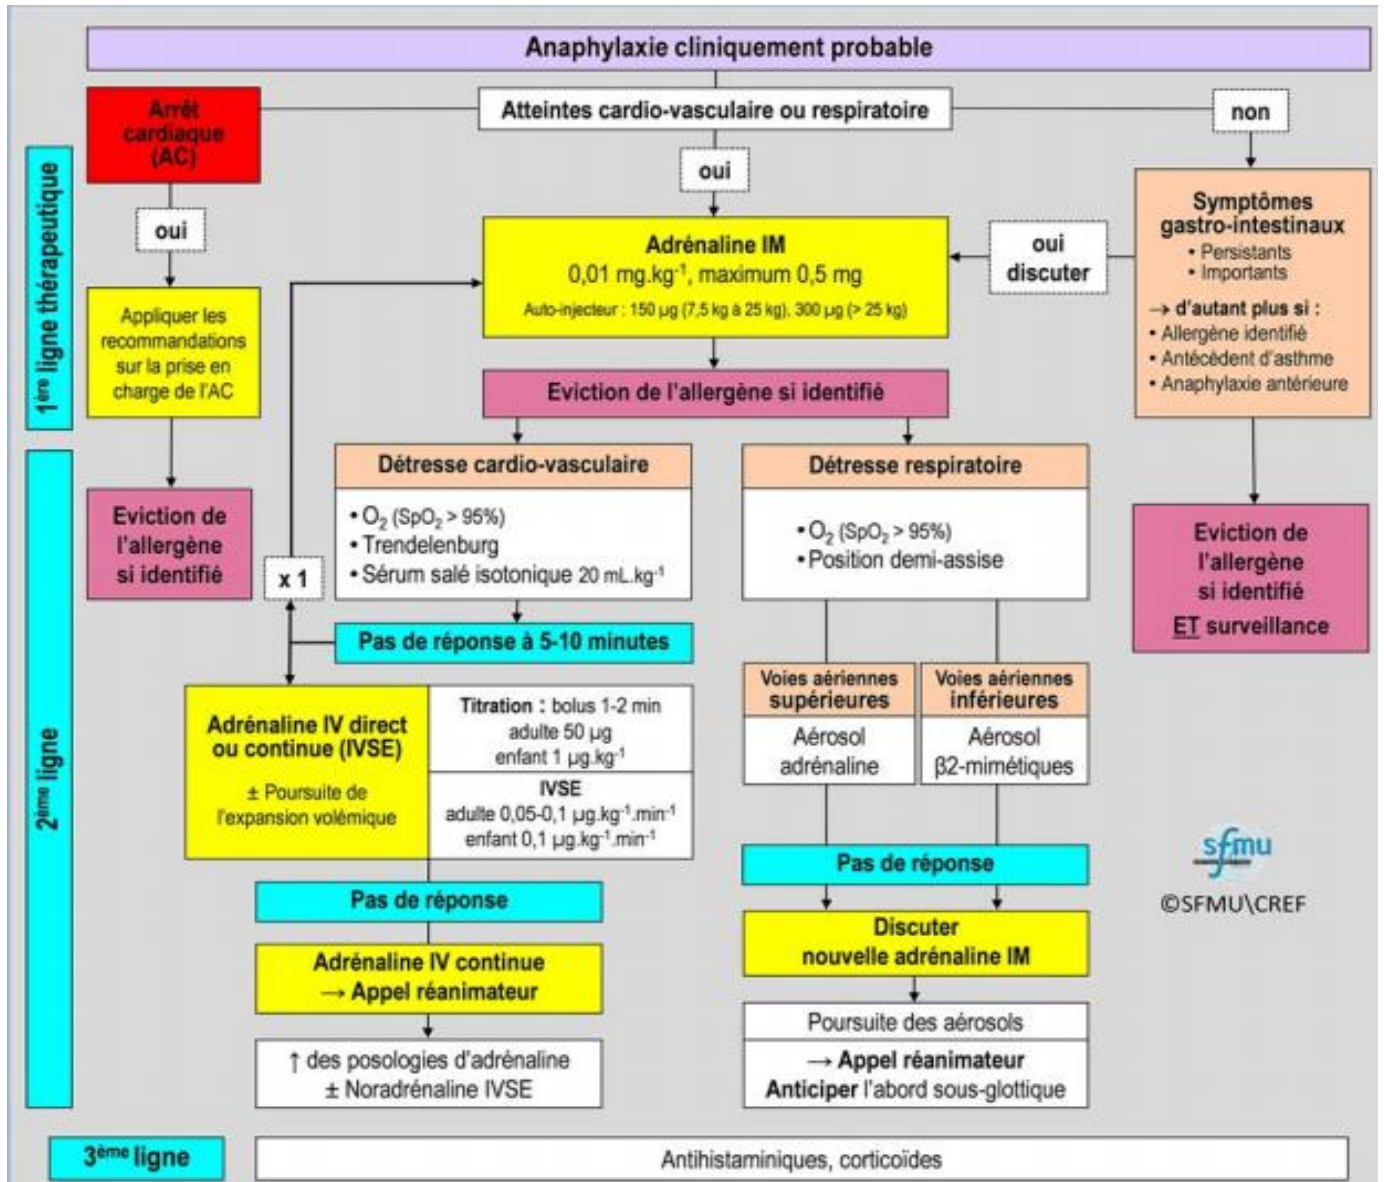 Anaphylaxie cliniquement probable
Arrêt
cardiaque
(AC)
Atteintes cardio-vasculaire ou respiratoire
non
oui
oui
1ère ligne thérapeutique
Appliquer les
recommandations
sur la prise en
charge de l'AC
Adrénaline IM
0,01 mg.kg⁻¹, maximum 0,5 mg
Auto-injecteur : 150 µg (7,5 kg à 25 kg), 300 µg (> 25 kg)
oui
discuter
Symptômes
gastro-intestinaux
• Persistants
• Importants
→ d'autant plus si :
• Allergène identifié
• Antécédent d'asthme
• Anaphylaxie antérieure
Eviction de l'allergène si identifié
2ème ligne
Eviction de
l'allergène
si identifié
x 1
Détresse cardio-vasculaire
• O₂ (SpO₂ > 95%)
• Trendelenburg
• Sérum salé isotonique 20 mL.kg⁻¹
Pas de réponse à 5-10 minutes
Détresse respiratoire
• O₂ (SpO₂ > 95%)
• Position demi-assise
Eviction de
l'allergène
si identifié
ET surveillance
Adrénaline IV direct
ou continue (IVSE)
± Poursuite de
l'expansion volémique
Titration : bolus 1-2 min
adulte 50 µg
enfant 1 µg.kg⁻¹
IVSE
adulte 0,05-0,1 µg.kg⁻¹.min⁻¹
enfant 0,1 µg.kg⁻¹.min⁻¹
Voies aériennes
supérieures
Aérosol
adrénaline
Voies aériennes
inférieures
Aérosol
β2-mimétiques
Pas de réponse
Adrénaline IV continue
→ Appel réanimateur
↑ des posologies d'adrénaline
± Noradrénaline IVSE
Pas de réponse
Discuter
nouvelle adrénaline IM
Poursuite des aérosols
→ Appel réanimateur
Anticiper l'abord sous-glottique
sfmu
©SFMU\CREF
3ème ligne
Antihistaminiques, corticoïdes